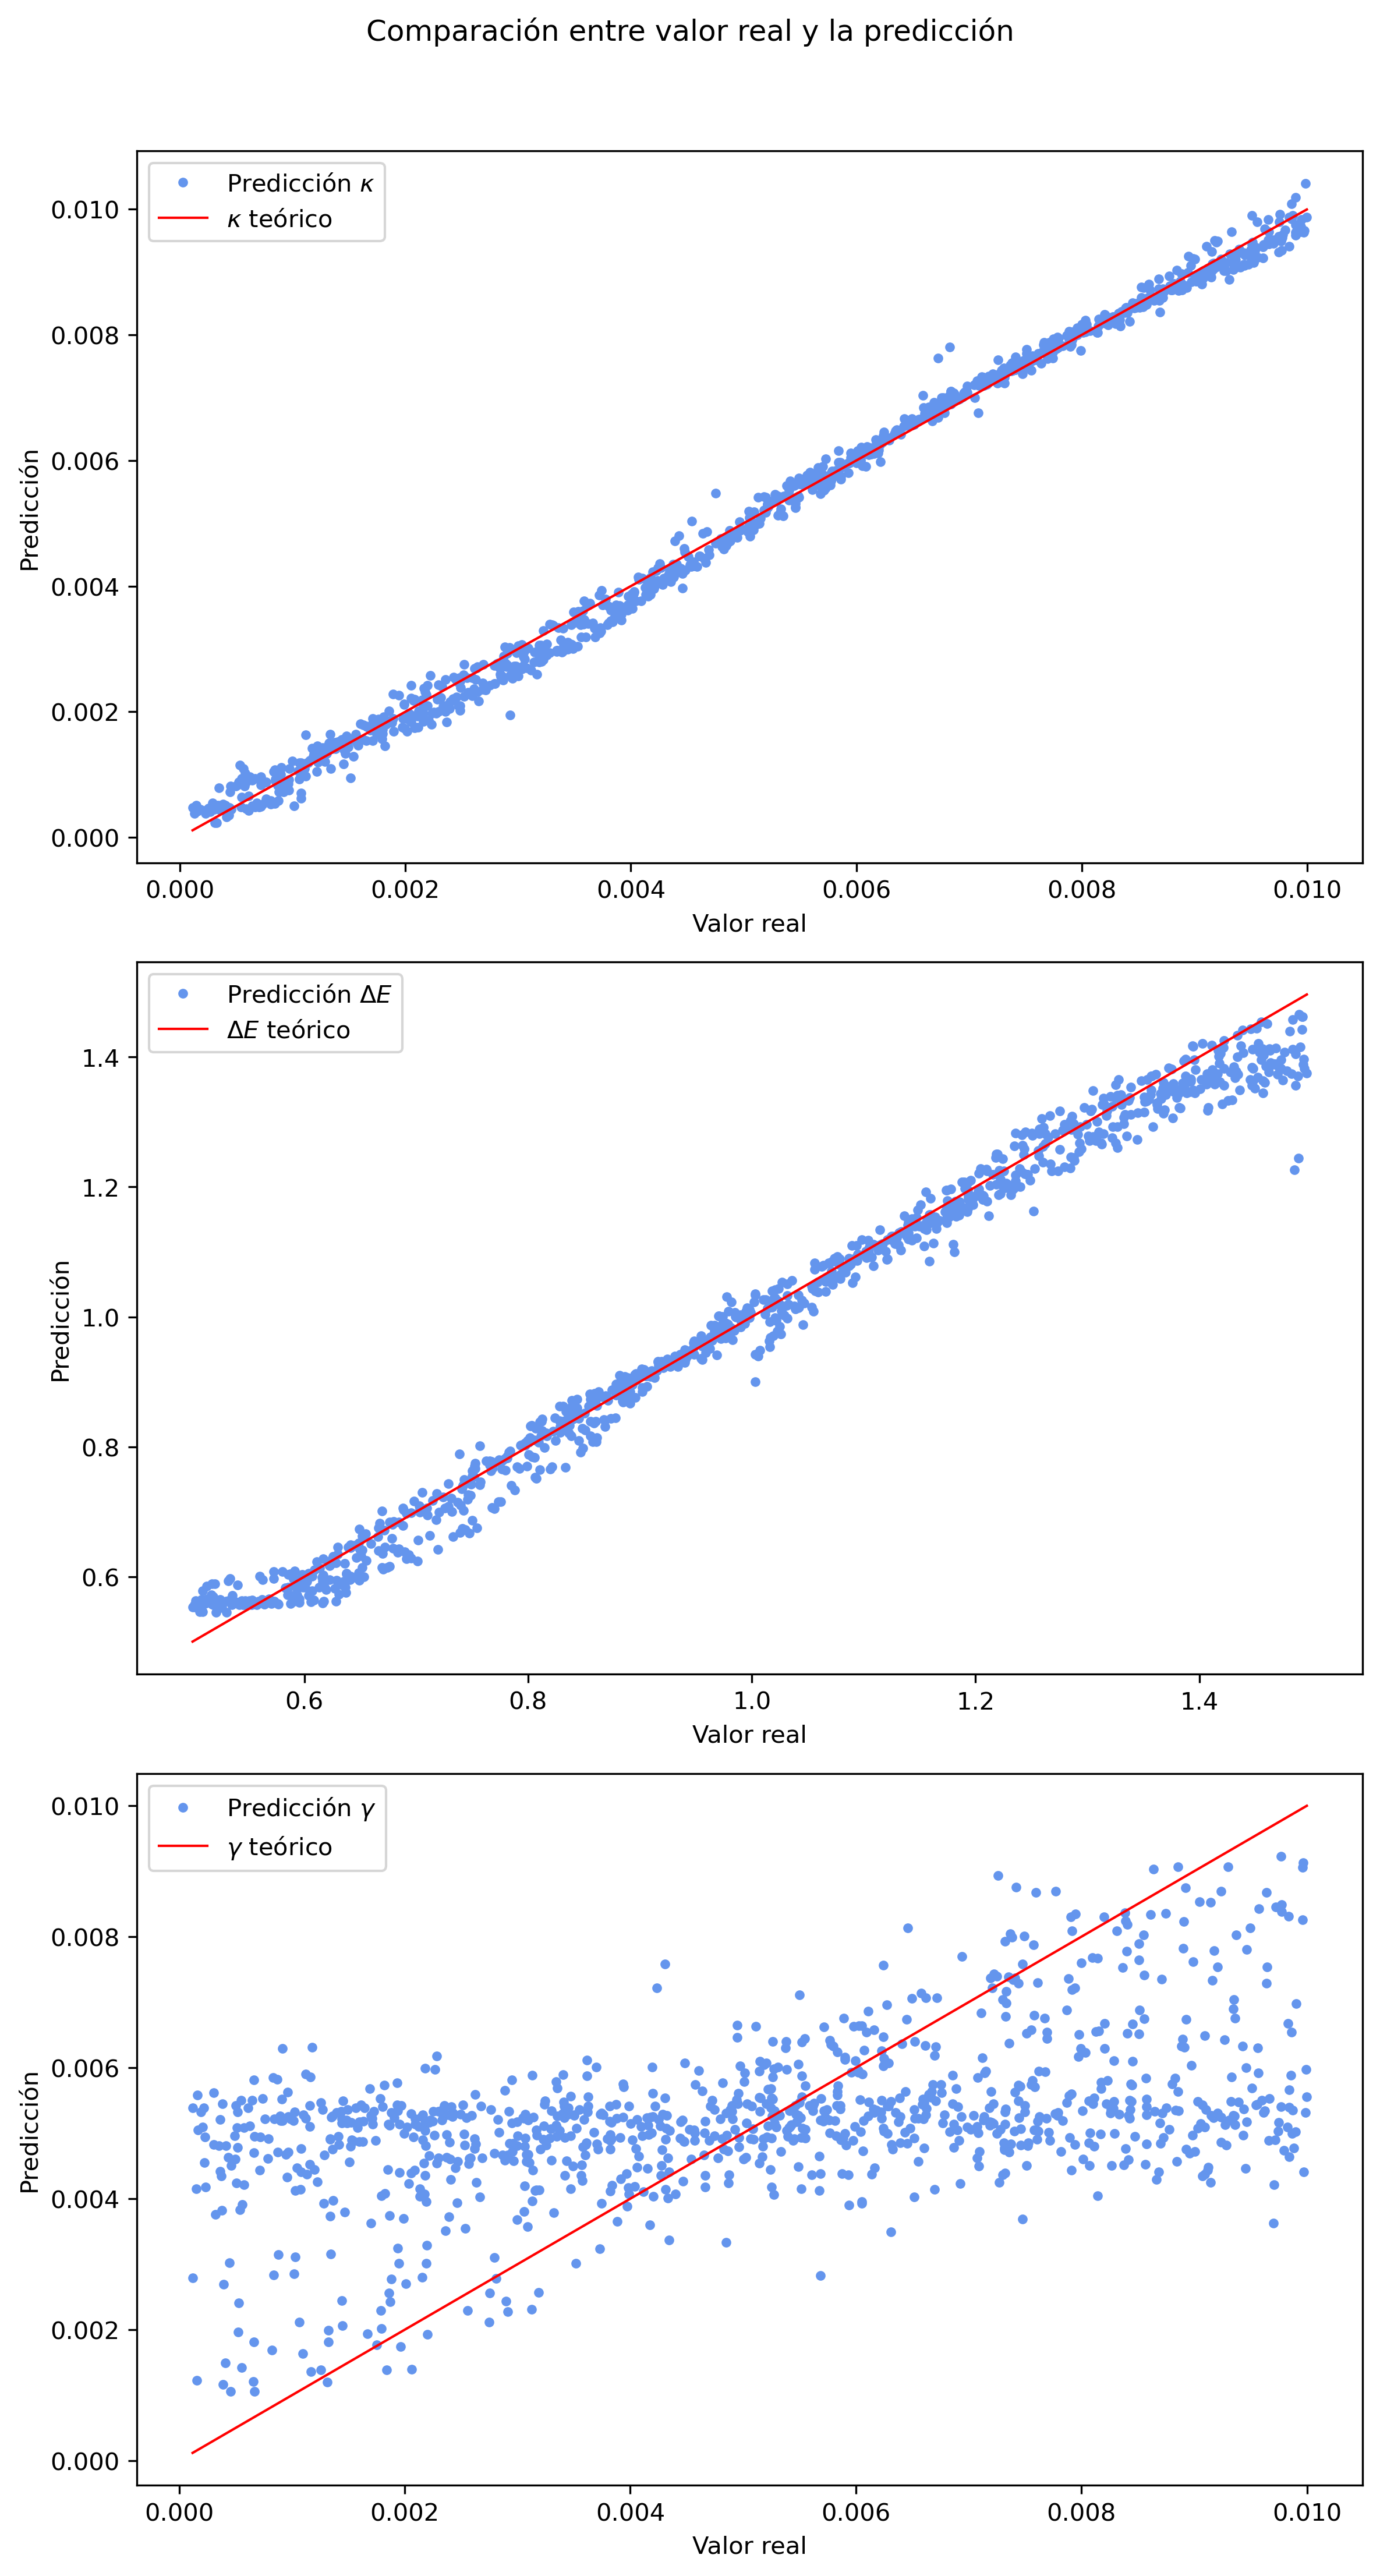 Comparación entre valor real y la predicción
Predicción κ
κ teórico
0.010
0.008
0.006
0.004
0.002
0.000
Predicción
0.000 0.002 0.004 0.006 0.008 0.010
Valor real
Predicción ΔE
ΔE teórico
1.4
1.2
1.0
0.8
0.6
Predicción
0.6 0.8 1.0 1.2 1.4
Valor real
Predicción γ
γ teórico
0.010
0.008
0.006
0.004
0.002
0.000
Predicción
0.000 0.002 0.004 0.006 0.008 0.010
Valor real